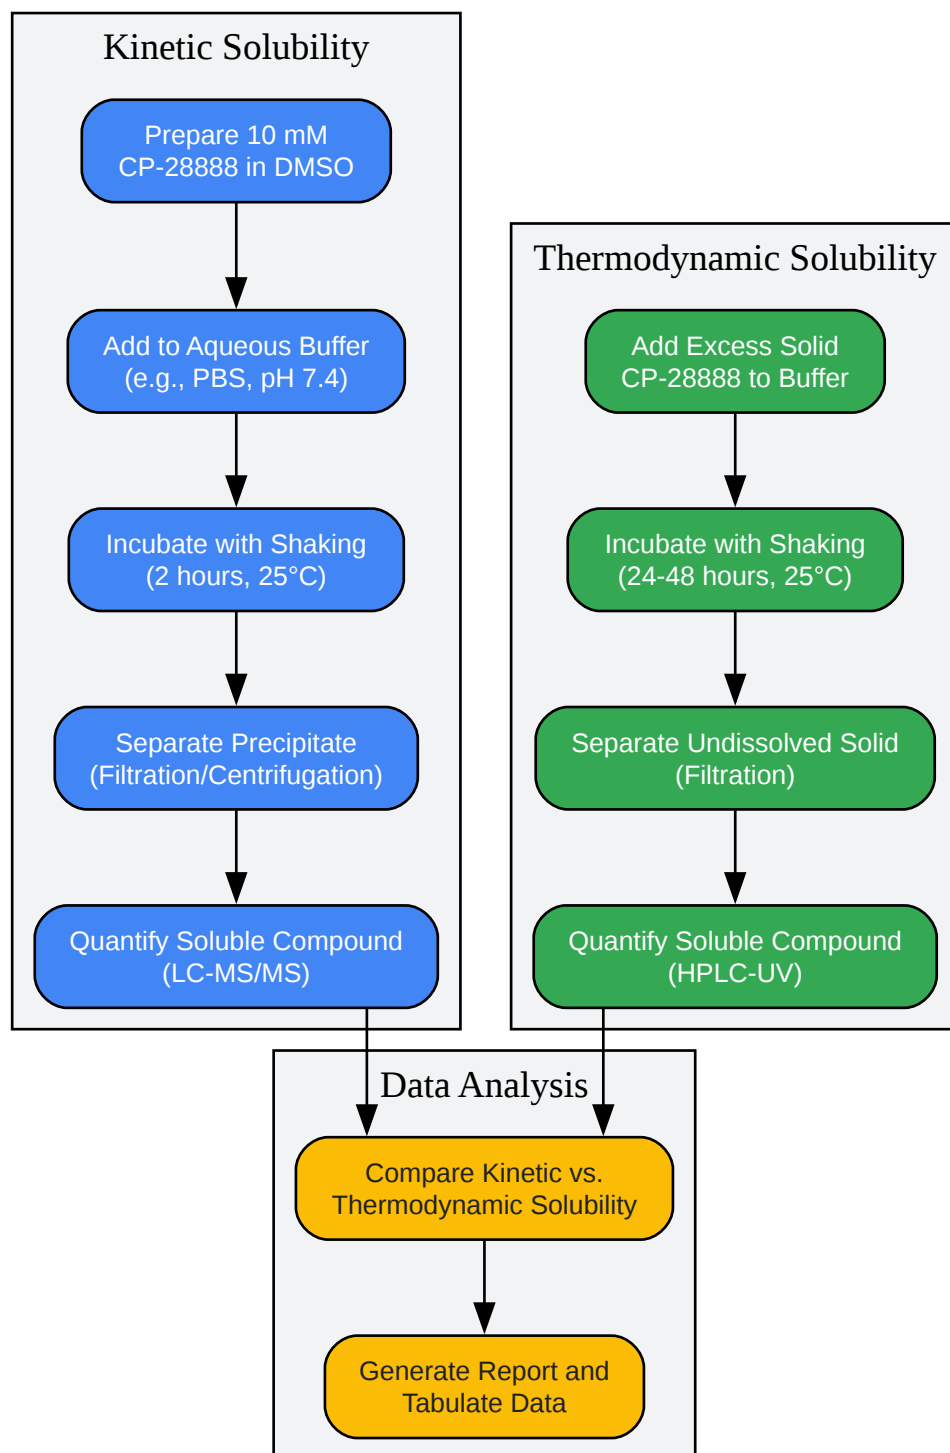 Kinetic Solubility
Prepare 10 mM
CP-28888 in DMSO
Add to Aqueous Buffer
(e.g., PBS, pH 7.4)
Incubate with Shaking
(2 hours, 25°C)
Separate Precipitate
(Filtration/Centrifugation)
Quantify Soluble Compound
(LC-MS/MS)
Thermodynamic Solubility
Add Excess Solid
CP-28888 to Buffer
Incubate with Shaking
(24-48 hours, 25°C)
Separate Undissolved Solid
(Filtration)
Quantify Soluble Compound
(HPLC-UV)
Data Analysis
Compare Kinetic vs.
Thermodynamic Solubility
Generate Report and
Tabulate Data